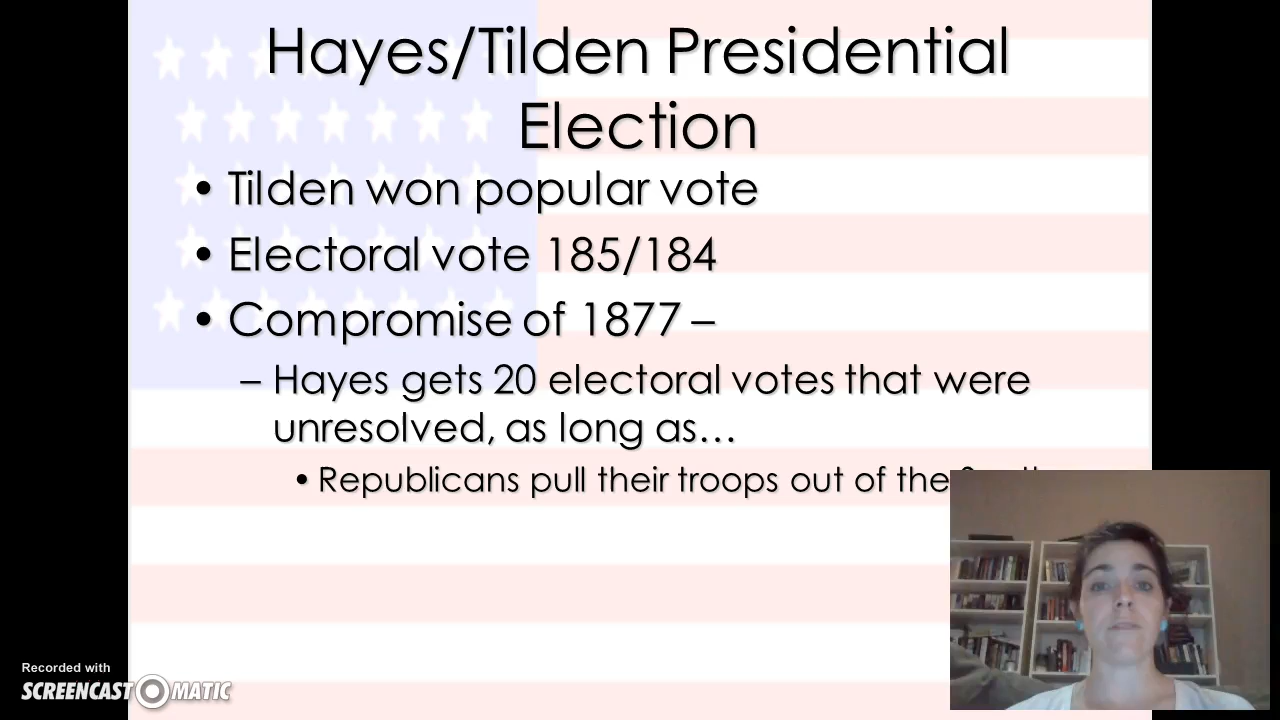 Hayes/Tilden Presidential
Election
• Tilden won popular vote
• Electoral vote 185/184
• Compromise of 1877 –
– Hayes gets 20 electoral votes that were
unresolved, as long as…
• Republicans pull their troops out of the
Recorded with
SCREENCAST MATIC